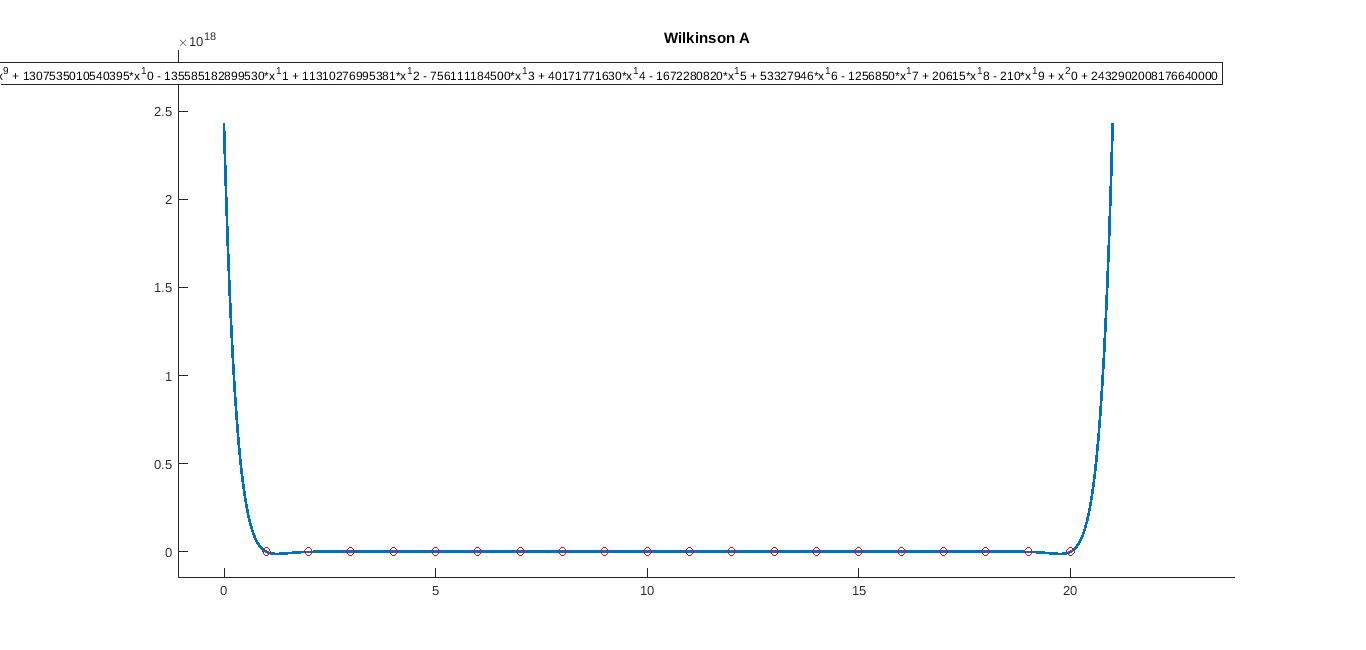 Wilkinson A
×10^18
x^9 + 1307535010540395*x^10 - 135585182899530*x^11 + 11310276995381*x^12 - 756111184500*x^13 + 40171771630*x^14 - 1672280820*x^15 + 53327946*x^16 - 1256850*x^17 + 20615*x^18 - 210*x^19 + x^20 + 2432902008176640000
2.5
2
1.5
1
0.5
0
0 5 10 15 20